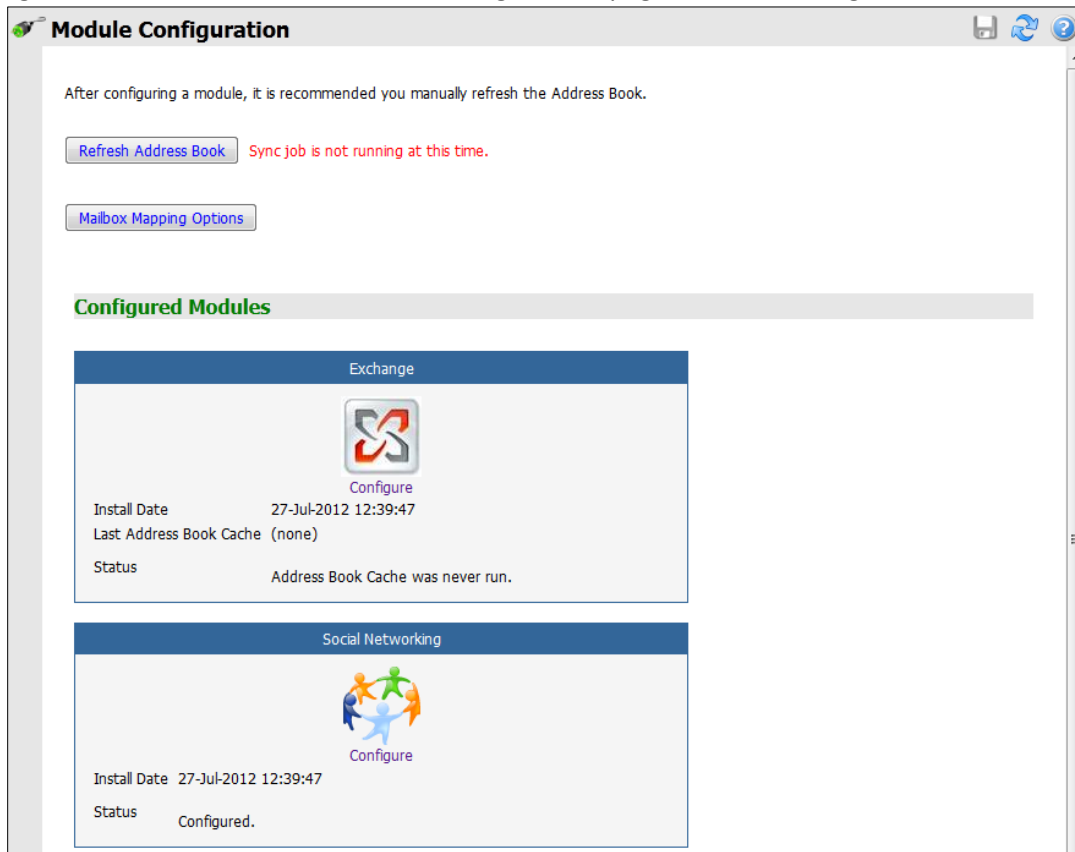 Module Configuration
After configuring a module, it is recommended you manually refresh the Address Book.
Refresh Address Book Sync job is not running at this time.
Mailbox Mapping Options
Configured Modules
Exchange
Configure
Install Date 27-Jul-2012 12:39:47
Last Address Book Cache (none)
Status Address Book Cache was never run.
Social Networking
Configure
Install Date 27-Jul-2012 12:39:47
Status Configured.